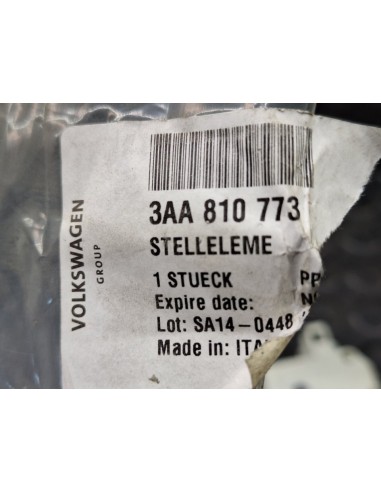 VOLKSWAGEN
GROUP
3AA 810 773
STELLELEME
1 STUECK
Expire date:
Lot: SA14-0448
Made in: ITA